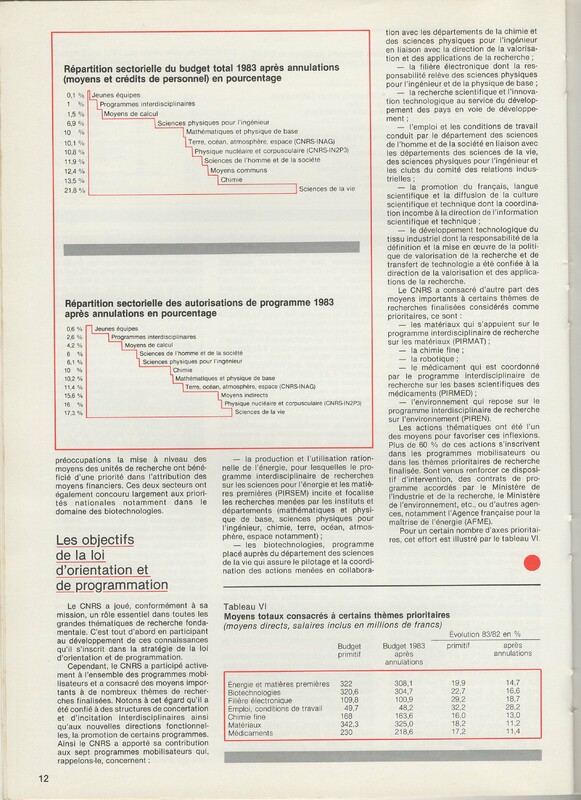 Répartition sectorielle du budget total 1983 après annulations
(moyens et crédits de personnel) en pourcentage
0,1 % Jeunes équipes
1 % Programmes interdisciplinaires
1,5 % Moyens de calcul
6,9 % Sciences physiques pour l'ingénieur
10 % Mathématiques et physique de base
10,1 % Terre, océan, atmosphère, espace (CNRS-INAG)
10,8 % Physique nucléaire et corpusculaire (CNRS-IN2P3)
11,9 % Sciences de l'homme et de la société
12,4 % Moyens communs
13,5 % Chimie
21,8 % Sciences de la vie
Répartition sectorielle des autorisations de programme 1983
après annulations en pourcentage
0,6 % Jeunes équipes
2,6 % Programmes interdisciplinaires
4,2 % Moyens de calcul
6 % Sciences de l'homme et de la société
6,1 % Sciences physiques pour l'ingénieur
10 % Chimie
10,2 % Mathématiques et physique de base
11,4 % Terre, océan, atmosphère, espace (CNRS-INAG)
15,6 % Moyens indirects
16 % Physique nucléaire et corpusculaire (CNRS-IN2P3)
17,3 % Sciences de la vie
préoccupations la mise à niveau des
moyens des unités de recherche ont béné-
ficié d'une priorité dans l'attribution des
moyens financiers. Ces deux secteurs ont
également concouru largement aux priori-
tés nationales notamment dans le
domaine des biotechnologies.
Les objectifs
de la loi
d'orientation et
de programmation
Le CNRS a joué, conformément à sa
mission, un rôle essentiel dans toutes les
grandes thématiques de recherche fonda-
mentale. C'est tout d'abord en participant
au développement de ces connaissances
qu'il s'inscrit dans la stratégie de la loi
d'orientation et de programmation.
Cependant, le CNRS a participé activement
à l'ensemble des programmes mobi-
lisateurs et a consacré des moyens impor-
tants à de nombreux thèmes de recher-
ches finalisées. Notons à cet égard qu'il a
été confié à des structures de concertation
et d'incitation interdisciplinaires ainsi
qu'aux nouvelles directions fonctionnel-
les, la promotion de certains programmes.
Ainsi le CNRS a apporté sa contribution
aux sept programmes mobilisateurs qui,
rappelons-le, concernent :
— la production et l'utilisation ration-
nelle de l'énergie, pour lesquelles le pro-
gramme interdisciplinaire de recherches
sur les sciences pour l'énergie et les matiè-
res premières (PIRSEM) incite et focalise
les recherches menées par les instituts et
départements (mathématiques et physi-
que de base, sciences physiques pour
l'ingénieur, chimie, terre, océan, atmos-
phère, espace notamment) ;
— les biotechnologies, programme
placé auprès du département des sciences
de la vie qui assure le pilotage et la coordi-
nation des actions menées en collabora-
tion avec les départements de la chimie et
des sciences physiques pour l'ingénieur
en liaison avec la direction de la valorisa-
tion et des applications de la recherche ;
— la filière électronique dont la res-
ponsabilité relève des sciences physiques
pour l'ingénieur et de la physique de base ;
— la recherche scientifique et l'innova-
tion technologique au service du dévelop-
pement des pays en voie de développe-
ment ;
— l'emploi et les conditions de travail
conduit par le département des sciences
de l'homme et de la société en liaison avec
les départements des sciences de la vie,
des sciences physiques pour l'ingénieur et
les clubs du comité des relations indus-
trielles ;
— la promotion du français, langue
scientifique et la diffusion de la culture
scientifique et technique dont la coordina-
tion incombe à la direction de l'information
scientifique et technique ;
— le développement technologique du
tissu industriel dont la responsabilité de la
définition et la mise en œuvre de la politi-
que de valorisation de la recherche et de
transfert de technologie a été confiée à la
direction de la valorisation et des applica-
tions de la recherche.
Le CNRS a consacré d'autre part des
moyens importants à certains thèmes de
recherches finalisées considérés comme
prioritaires, ce sont :
— les matériaux qui s'appuient sur le
programme interdisciplinaire de recherche
sur les matériaux (PIRMAT) ;
— la chimie fine ;
— la robotique ;
— le médicament qui est coordonné
par le programme interdisciplinaire de
recherche sur les bases scientifiques des
médicaments (PIRMED) ;
— l'environnement qui repose sur le
programme interdisciplinaire de recherche
sur l'environnement (PIREN).
Les actions thématiques ont été l'un
des moyens pour favoriser ces inflexions.
Plus de 60 % de ces actions s'inscrivent
dans les programmes mobilisateurs ou
dans les thèmes prioritaires de recherche
finalisée. Sont venus renforcer ce disposi-
tif d'intervention, des contrats de pro-
gramme accordés par le Ministère de
l'industrie et de la recherche, le Ministère
de l'environnement, etc., ou d'autres agen-
ces, notamment l'Agence française pour la
maîtrise de l'énergie (AFME).
Pour un certain nombre d'axes prioritai-
res, cet effort est illustré par le tableau VI.
Tableau VI
Moyens totaux consacrés à certains thèmes prioritaires
(moyens directs, salaires inclus en millions de francs)
Evolution 83/82 en %
Budget primitif Budget 1983 après annulations primitif après annulations
Energie et matières premières 322 308,1 19,9 14,7
Biotechnologies 320,6 304,7 22,7 16,6
Filière électronique 109,8 100,9 29,2 18,7
Emploi, conditions de travail 49,7 48,2 32,2 28,2
Chimie fine 168 163,6 16,0 13,0
Matériaux 342,3 325,0 18,2 11,2
Médicaments 230 218,6 17,2 11,4
12